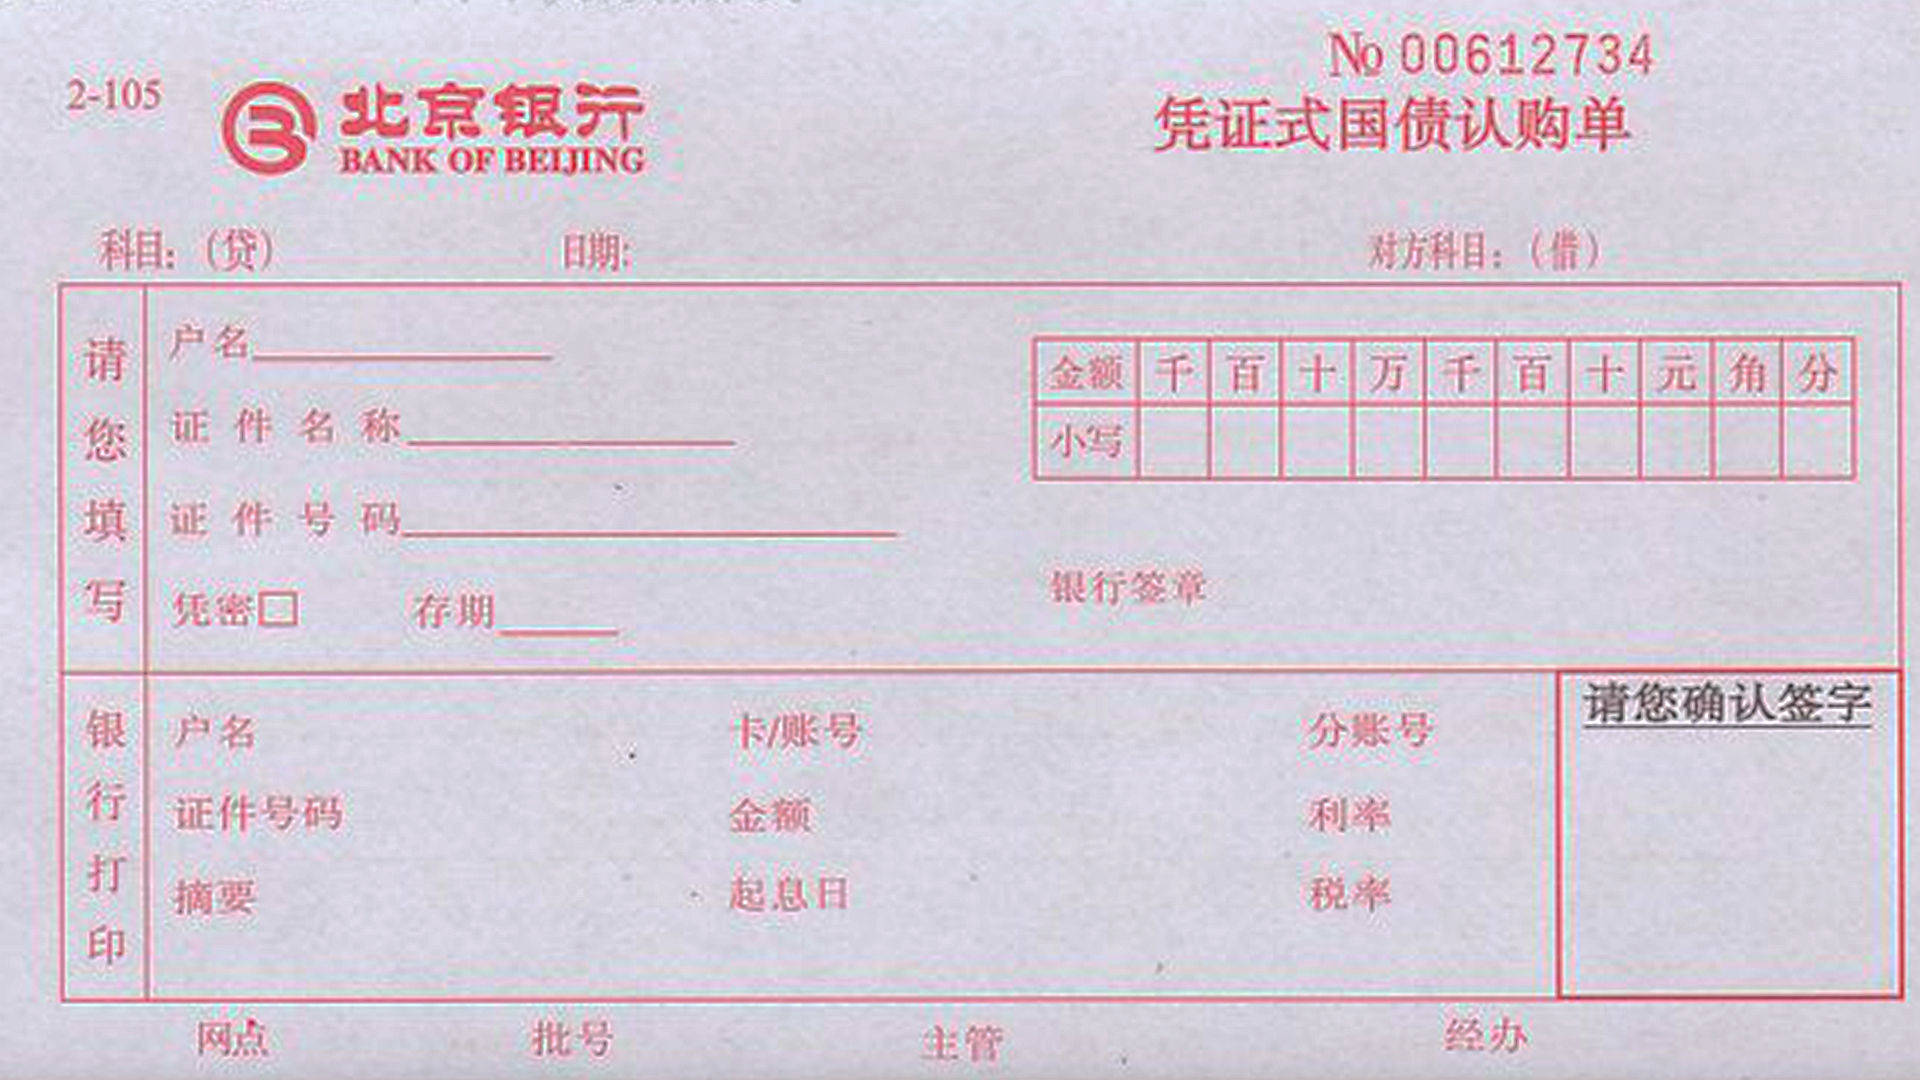 No 00612734
2-105
北京银行
BANK OF BEIJING
凭证式国债认购单
科目：（贷） 日期： 对方科目：（借）
请您填写
户名
证件名称
证件号码
凭密□ 存期
金额 千 百 十 万 千 百 十 元 角 分
小写
银行签章
银行打印
户名 卡/账号 分账号
证件号码 金额 利率
摘要 起息日 税率
请您确认签字
网点 批号 主管 经办